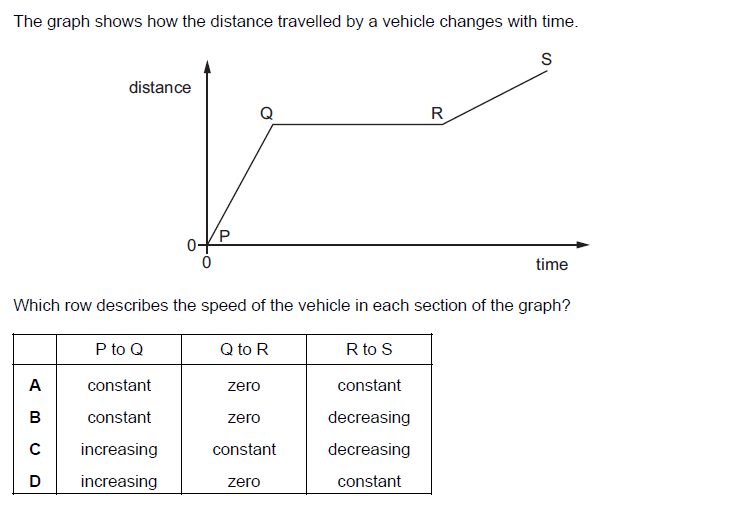 The graph shows how the distance travelled by a vehicle changes with time.
S
distance
Q
R
P
0
0
time
Which row describes the speed of the vehicle in each section of the graph?
P to Q Q to R R to S
A constant zero constant
B constant zero decreasing
C increasing constant decreasing
D increasing zero constant